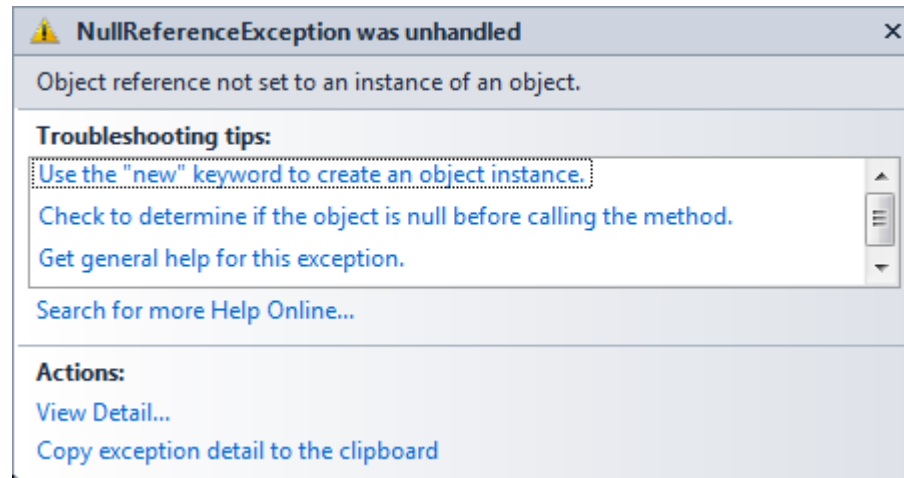 NullReferenceException was unhandled
Object reference not set to an instance of an object.
Troubleshooting tips:
Use the "new" keyword to create an object instance.
Check to determine if the object is null before calling the method.
Get general help for this exception.
Search for more Help Online...
Actions:
View Detail...
Copy exception detail to the clipboard